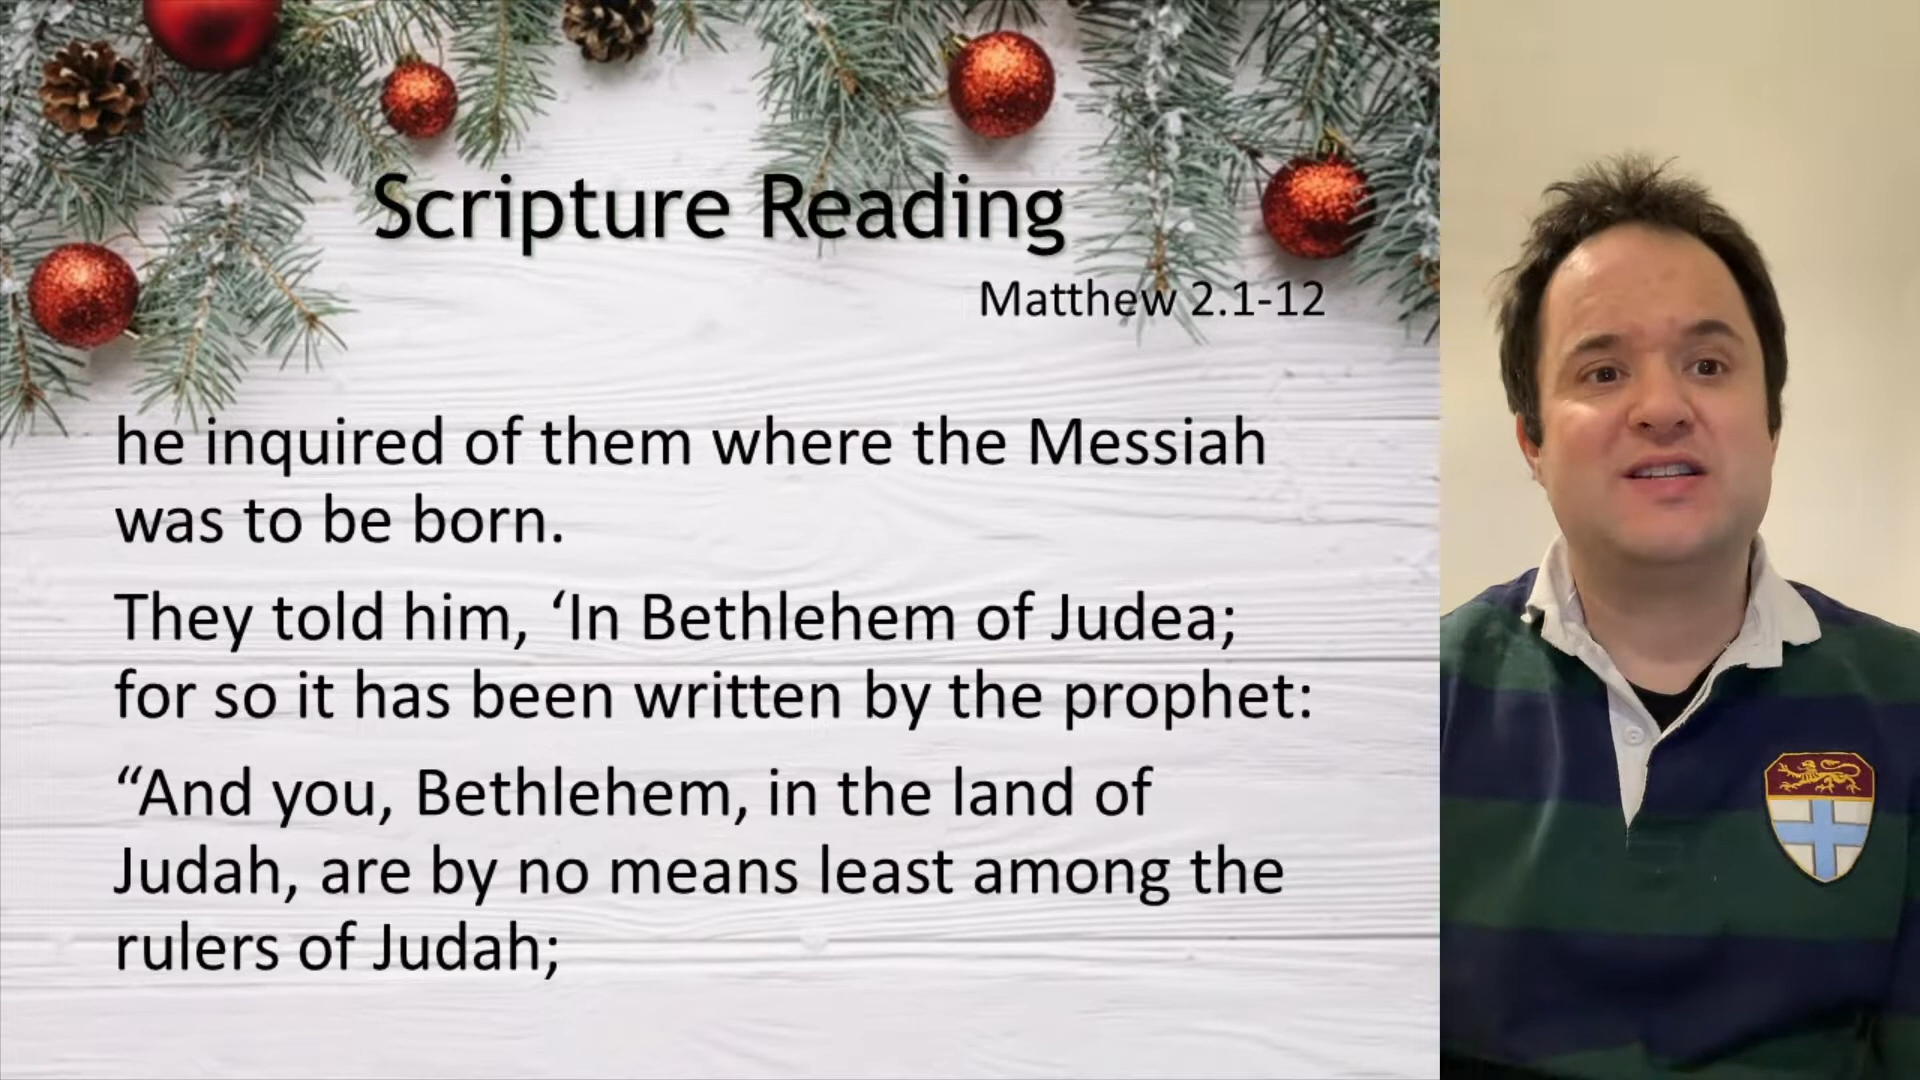 Scripture Reading
Matthew 2.1-12
he inquired of them where the Messiah
was to be born.
They told him, ‘In Bethlehem of Judea;
for so it has been written by the prophet:
“And you, Bethlehem, in the land of
Judah, are by no means least among the
rulers of Judah;